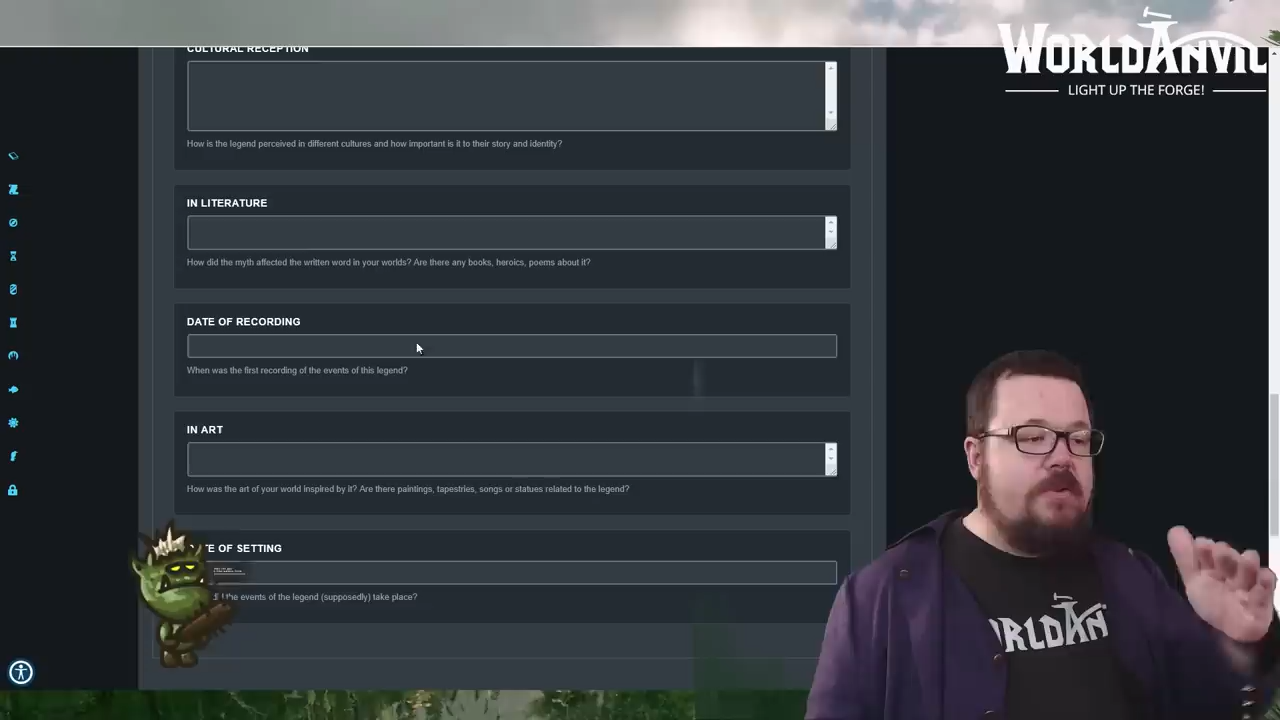 CULTURAL RECEPTION
WORLDANVIL
LIGHT UP THE FORGE!
How is the legend perceived in different cultures and how important is it to their story and identity?
IN LITERATURE
How did the myth affected the written word in your worlds? Are there any books, heroics, poems about it?
DATE OF RECORDING
When was the first recording of the events of this legend?
IN ART
How was the art of your world inspired by it? Are there paintings, tapestries, songs or statues related to the legend?
TE OF SETTING
the events of the legend (supposedly) take place?
RLDAN